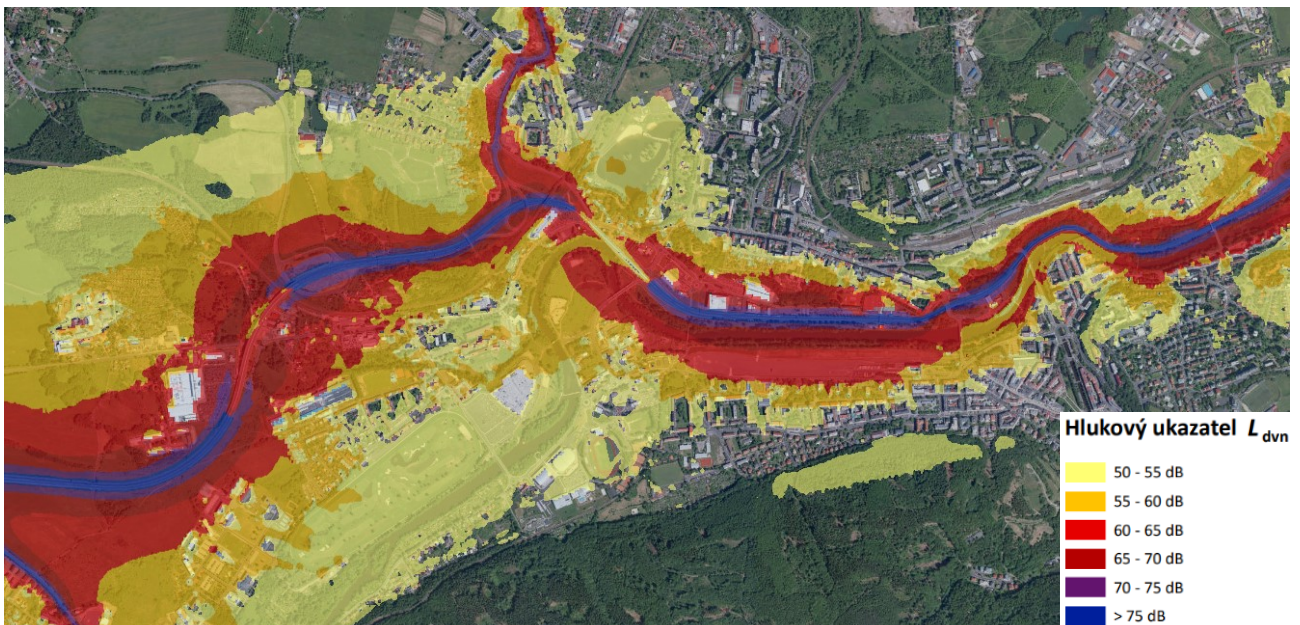 Hlukový ukazatel L dvn
50 - 55 dB
55 - 60 dB
60 - 65 dB
65 - 70 dB
70 - 75 dB
> 75 dB